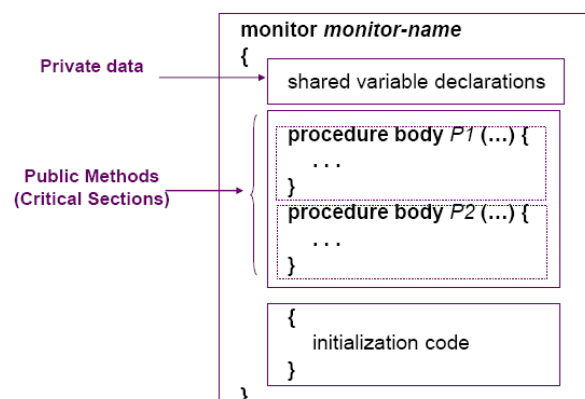 monitor monitor-name
{
Private data
shared variable declarations
Public Methods
(Critical Sections)
procedure body P1 (…) {
. . .
}
procedure body P2 (…) {
. . .
}
{
initialization code
}
}